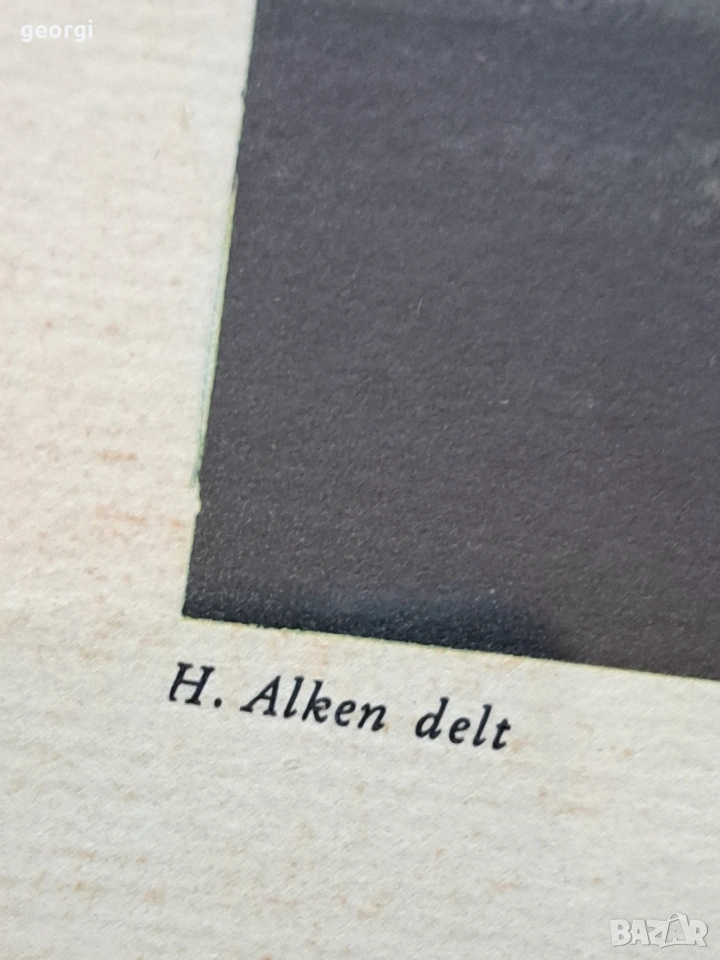 georgi
H. Alken delt
BAZAR